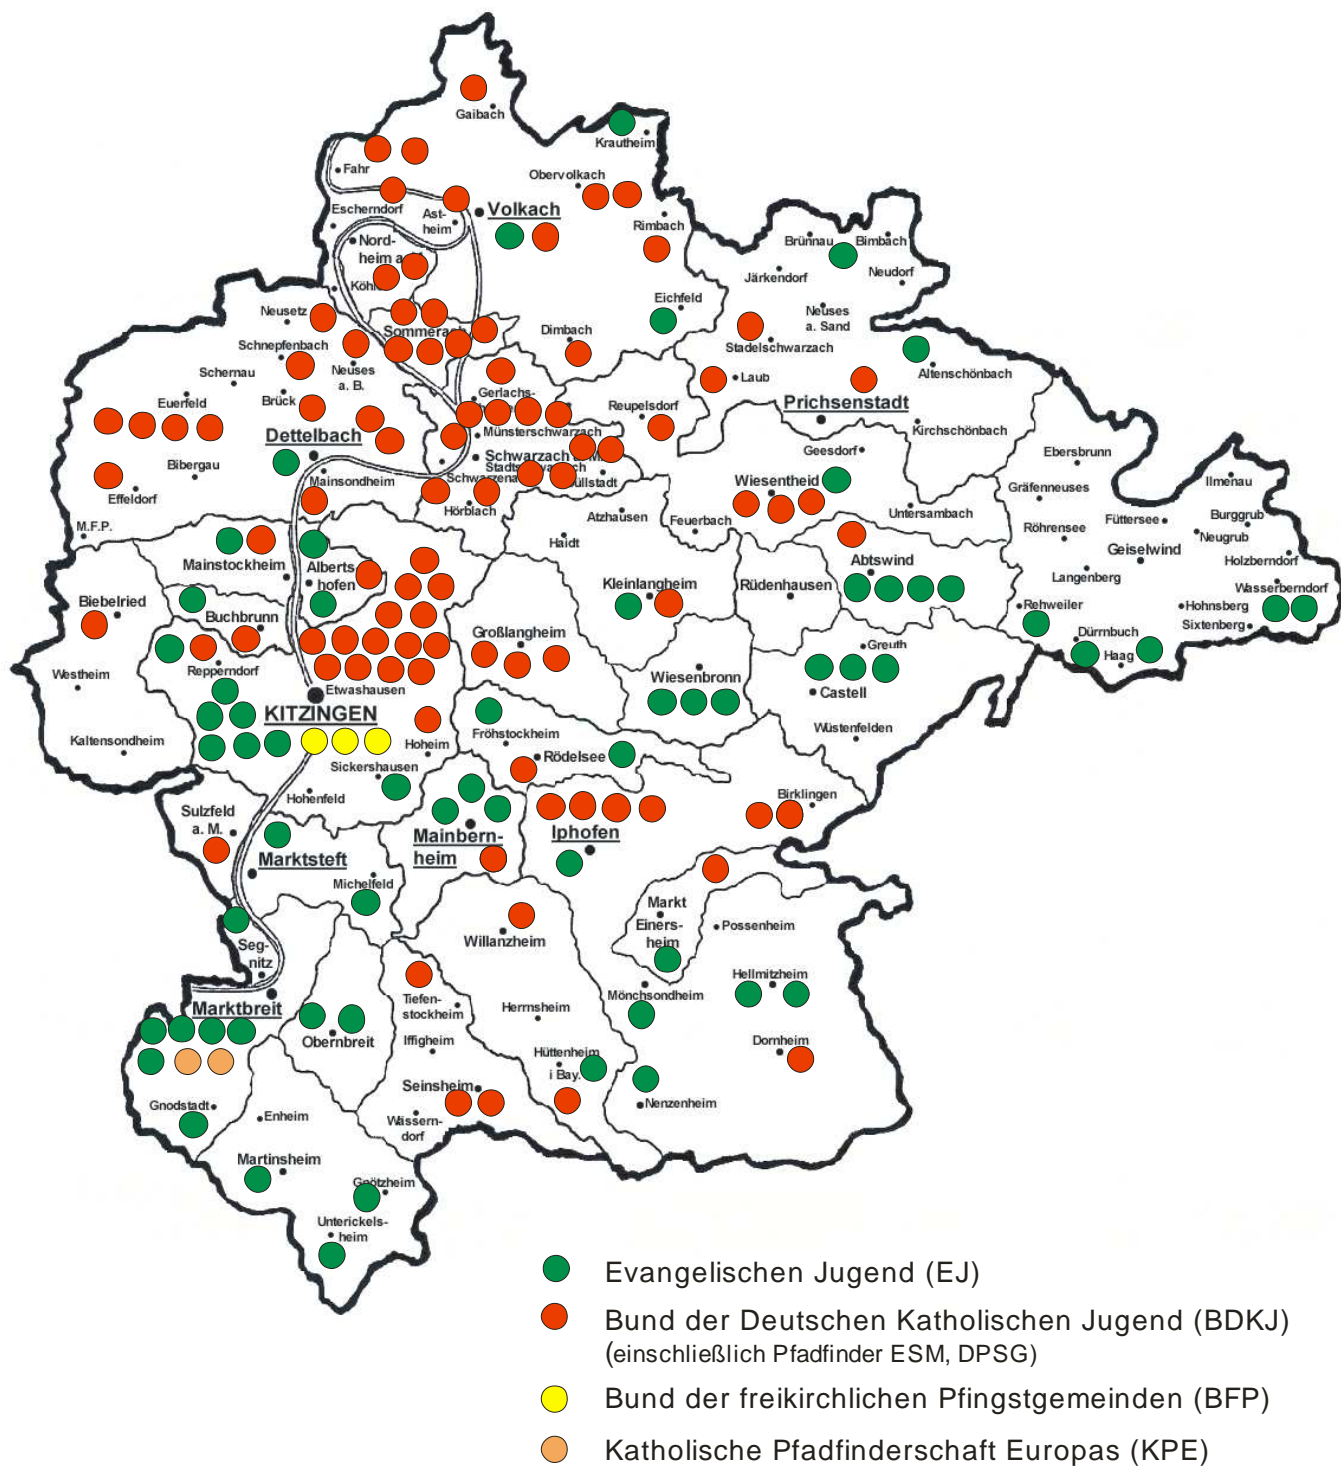 Gaibach
Krautheim
Fahr
Obervolkach
Escherndorf
Ast-
heim
Volkach
Rimbach
Nord-
heim a.
Brünnau
Bimbach
Järkendorf
Neudorf
Köhl
Eichfeld
Neuses
a. Sand
Neusetz
Sommerach
Dimbach
Stadelschwarzach
Schnepfenbach
Neuses
a. B.
Schernau
Laub
Altenschönbach
Euerfeld
Brück
Gerlachs-
Reupelsdorf
Prichsenstadt
Dettelbach
Münsterschwarzach
Kirchschönbach
Bibergau
Schwarzach a. M.
Geesdorf
Ebersbrunn
Effeldorf
Mainsondheim
Schwarzena
Hörblach
Wiesentheid
Gräfenneuses
Ilmenau
M.F.P.
Atzhausen
Feuerbach
Untersambach
Röhrensee
Füttersee
Burggrub
Neugrub
Haidt
Mainstockheim
Alberts
hofen
Abtswind
Geiselwind
Holzberndorf
Langenberg
Kleinlangheim
Rüdenhausen
Wasserberndorf
Biebelried
Buchbrunn
Rehweiler
Hohnsberg
Sixtenberg
Großlangheim
Greuth
Dürrnbuch
Haag
Westheim
Repperndorf
Etwashausen
Wiesenbronn
Castell
KITZINGEN
Kaltensondheim
Hoheim
Fröhstockheim
Rödelsee
Wüstenfelden
Sickershausen
Hohenfeld
Birklingen
Sulzfeld
a. M.
Mainbern-
heim
Iphofen
Marktsteft
Michelfeld
Markt
Einers-
heim
Possenheim
Willanzheim
Seg-
nitz
Hellmitzheim
Mönchsondheim
Marktbreit
Tiefen-
stockheim
Herrnsheim
Obernbreit
Iffigheim
Dornheim
Hüttenheim
i Bay.
Seinsheim
Gnodstadt
Enheim
Wässern-
dorf
Nenzenheim
Martinsheim
Gnötzheim
Unterickels-
heim
Evangelischen Jugend (EJ)
Bund der Deutschen Katholischen Jugend (BDKJ)
(einschließlich Pfadfinder ESM, DPSG)
Bund der freikirchlichen Pfingstgemeinden (BFP)
Katholische Pfadfinderschaft Europas (KPE)